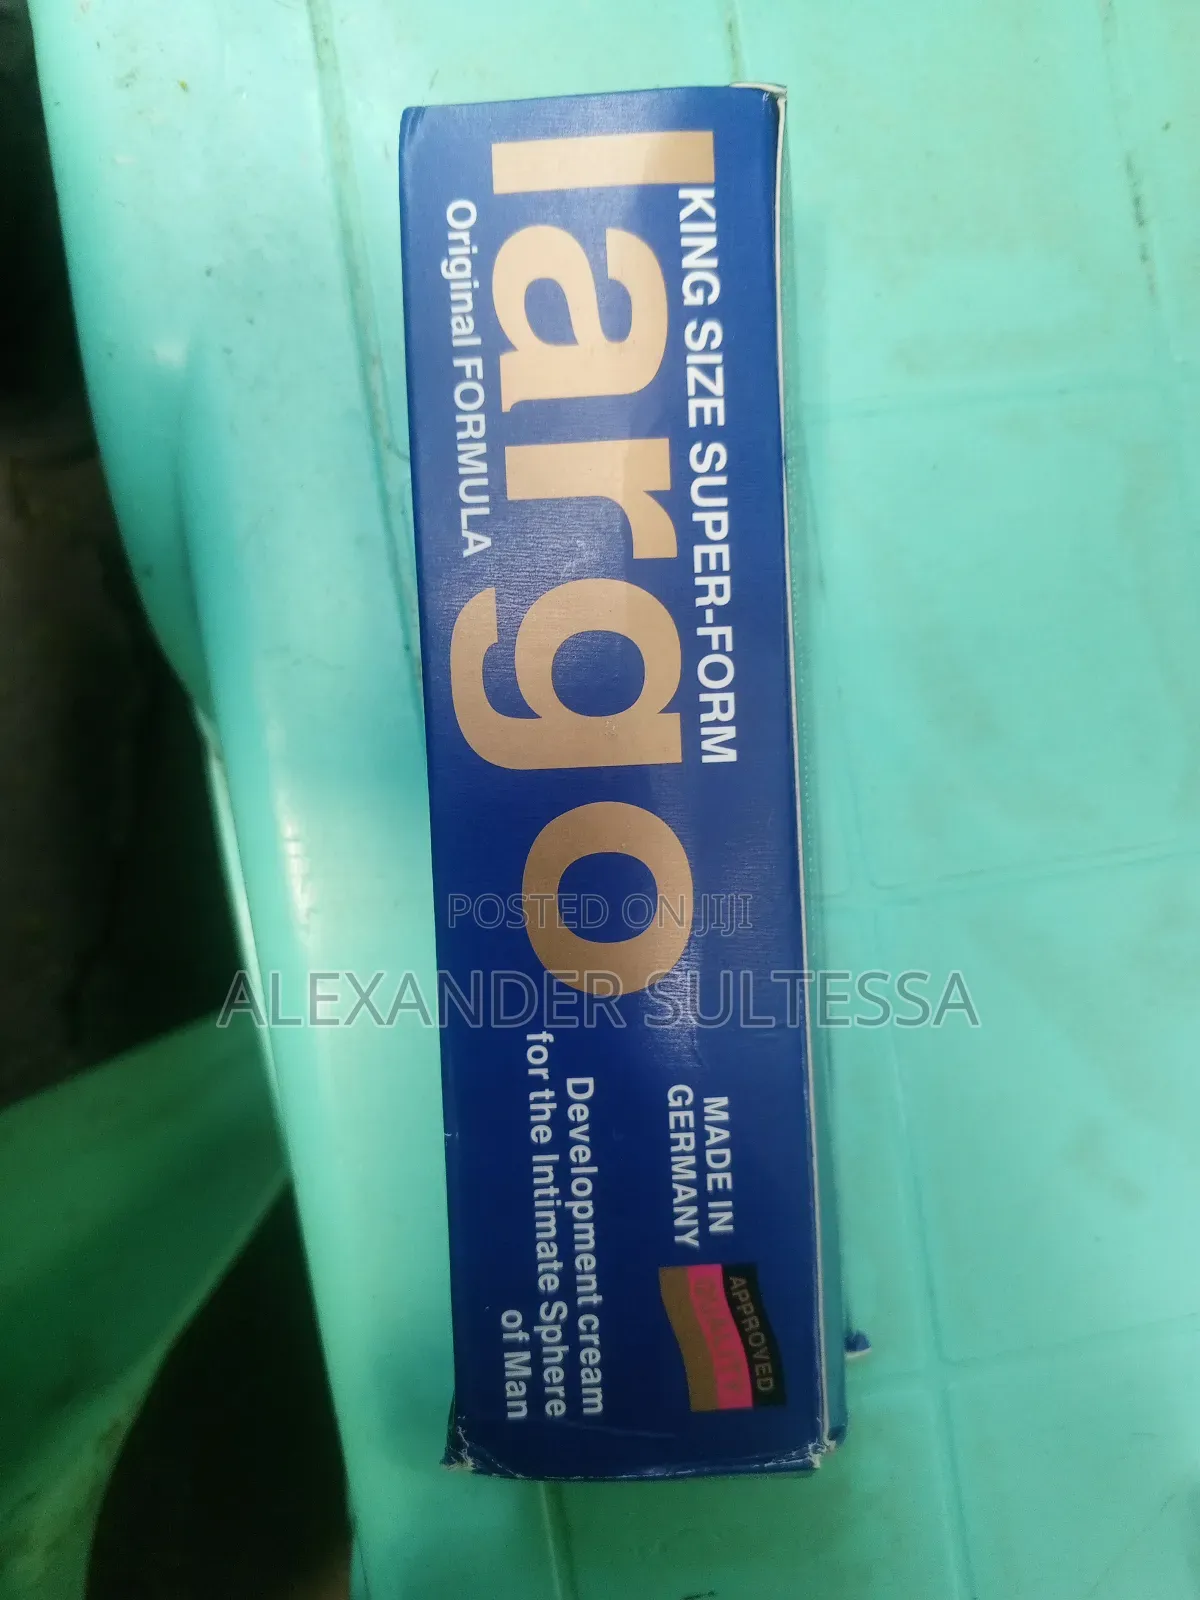 KING SIZE SUPER-FORM
largo
Original FORMULA
MADE IN
GERMANY
APPROVED
QUALITY
Development cream
for the Intimate Sphere
of Man
POSTED ON JIJI
ALEXANDER SULTESSA